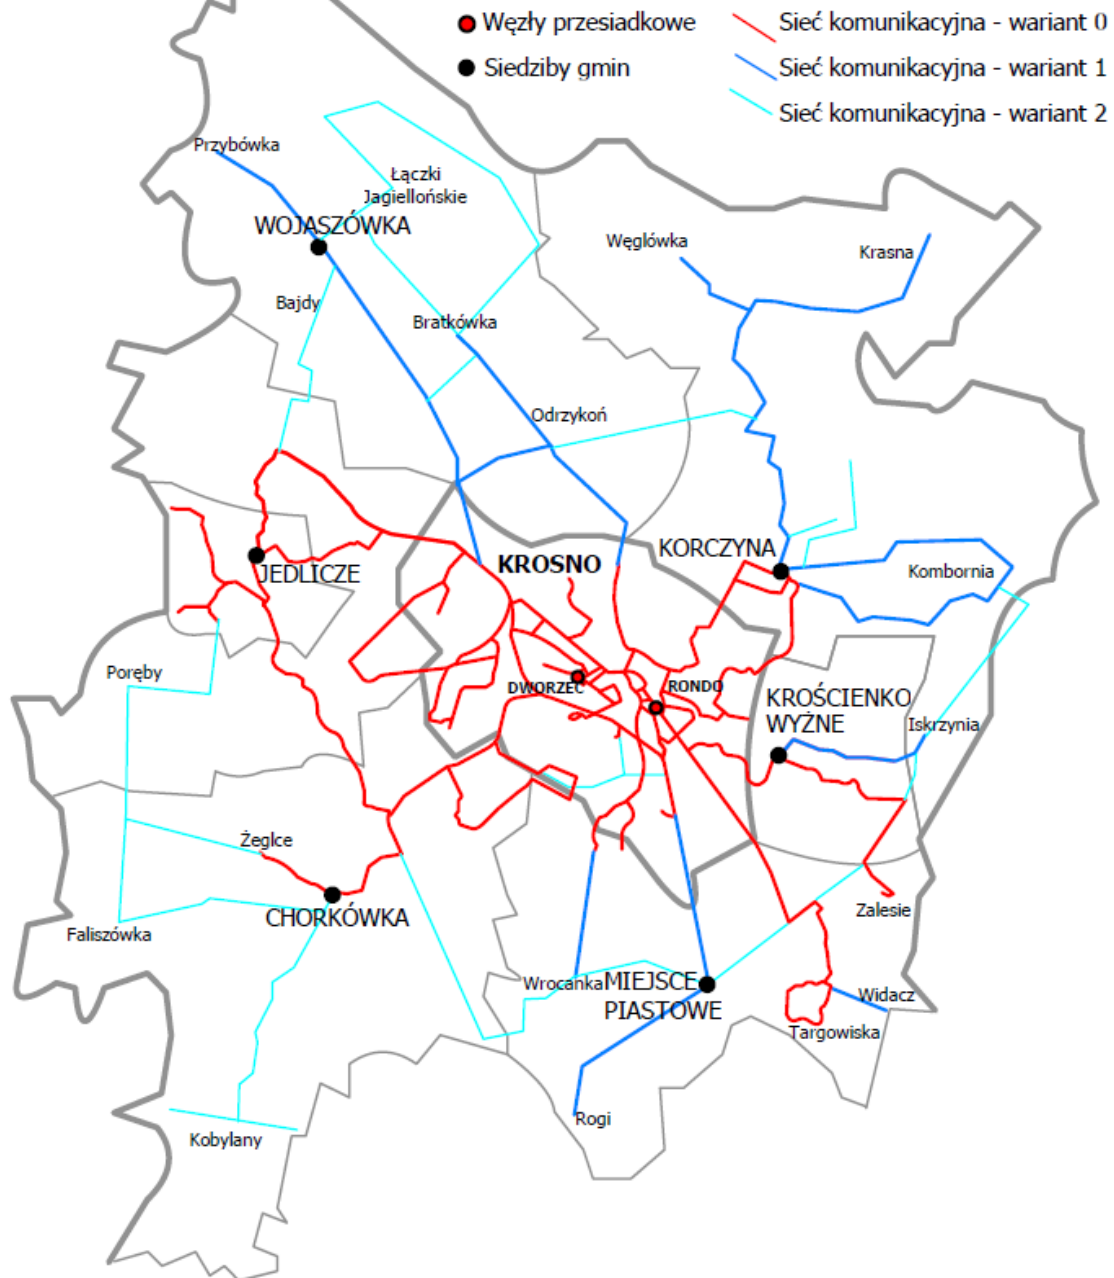 Węzły przesiadkowe
Sieć komunikacyjna - wariant 0
Siedziby gmin
Sieć komunikacyjna - wariant 1
Sieć komunikacyjna - wariant 2
Przybówka
Łączki
Jagiellońskie
WOJASZÓWKA
Węglówka
Krasna
Bajdy
Bratkówka
Odrzykoń
KORCZYNA
KROSNO
JEDLICZE
Kombornia
Poręby
DWORZEC
RONDO
KROŚCIENKO
WYŻNE
Iskrzynia
Żeglce
CHORKÓWKA
Zalesie
Faliszówka
Wrocanka
MIEJSCE
PIASTOWE
Widacz
Targowiska
Rogi
Kobylany